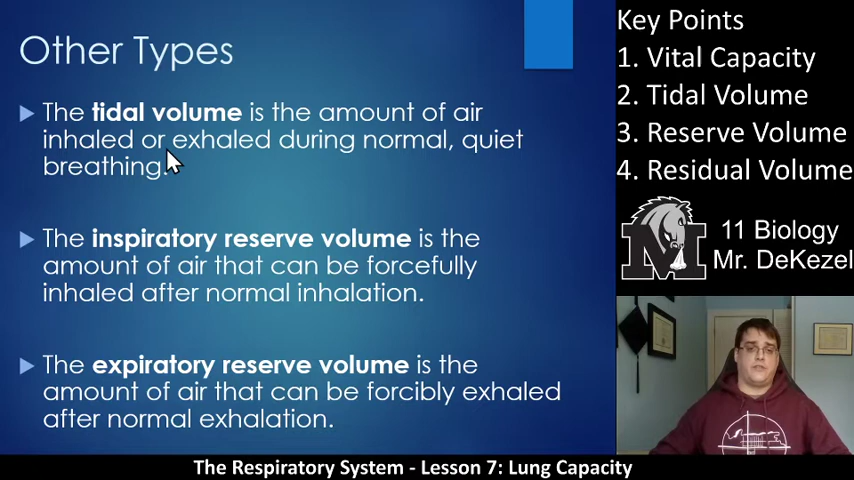 Other Types
The tidal volume is the amount of air
inhaled or exhaled during normal, quiet
breathing.
The inspiratory reserve volume is the
amount of air that can be forcefully
inhaled after normal inhalation.
The expiratory reserve volume is the
amount of air that can be forcibly exhaled
after normal exhalation.
Key Points
1. Vital Capacity
2. Tidal Volume
3. Reserve Volume
4. Residual Volume
M
11 Biology
Mr. DeKezel
The Respiratory System - Lesson 7: Lung Capacity